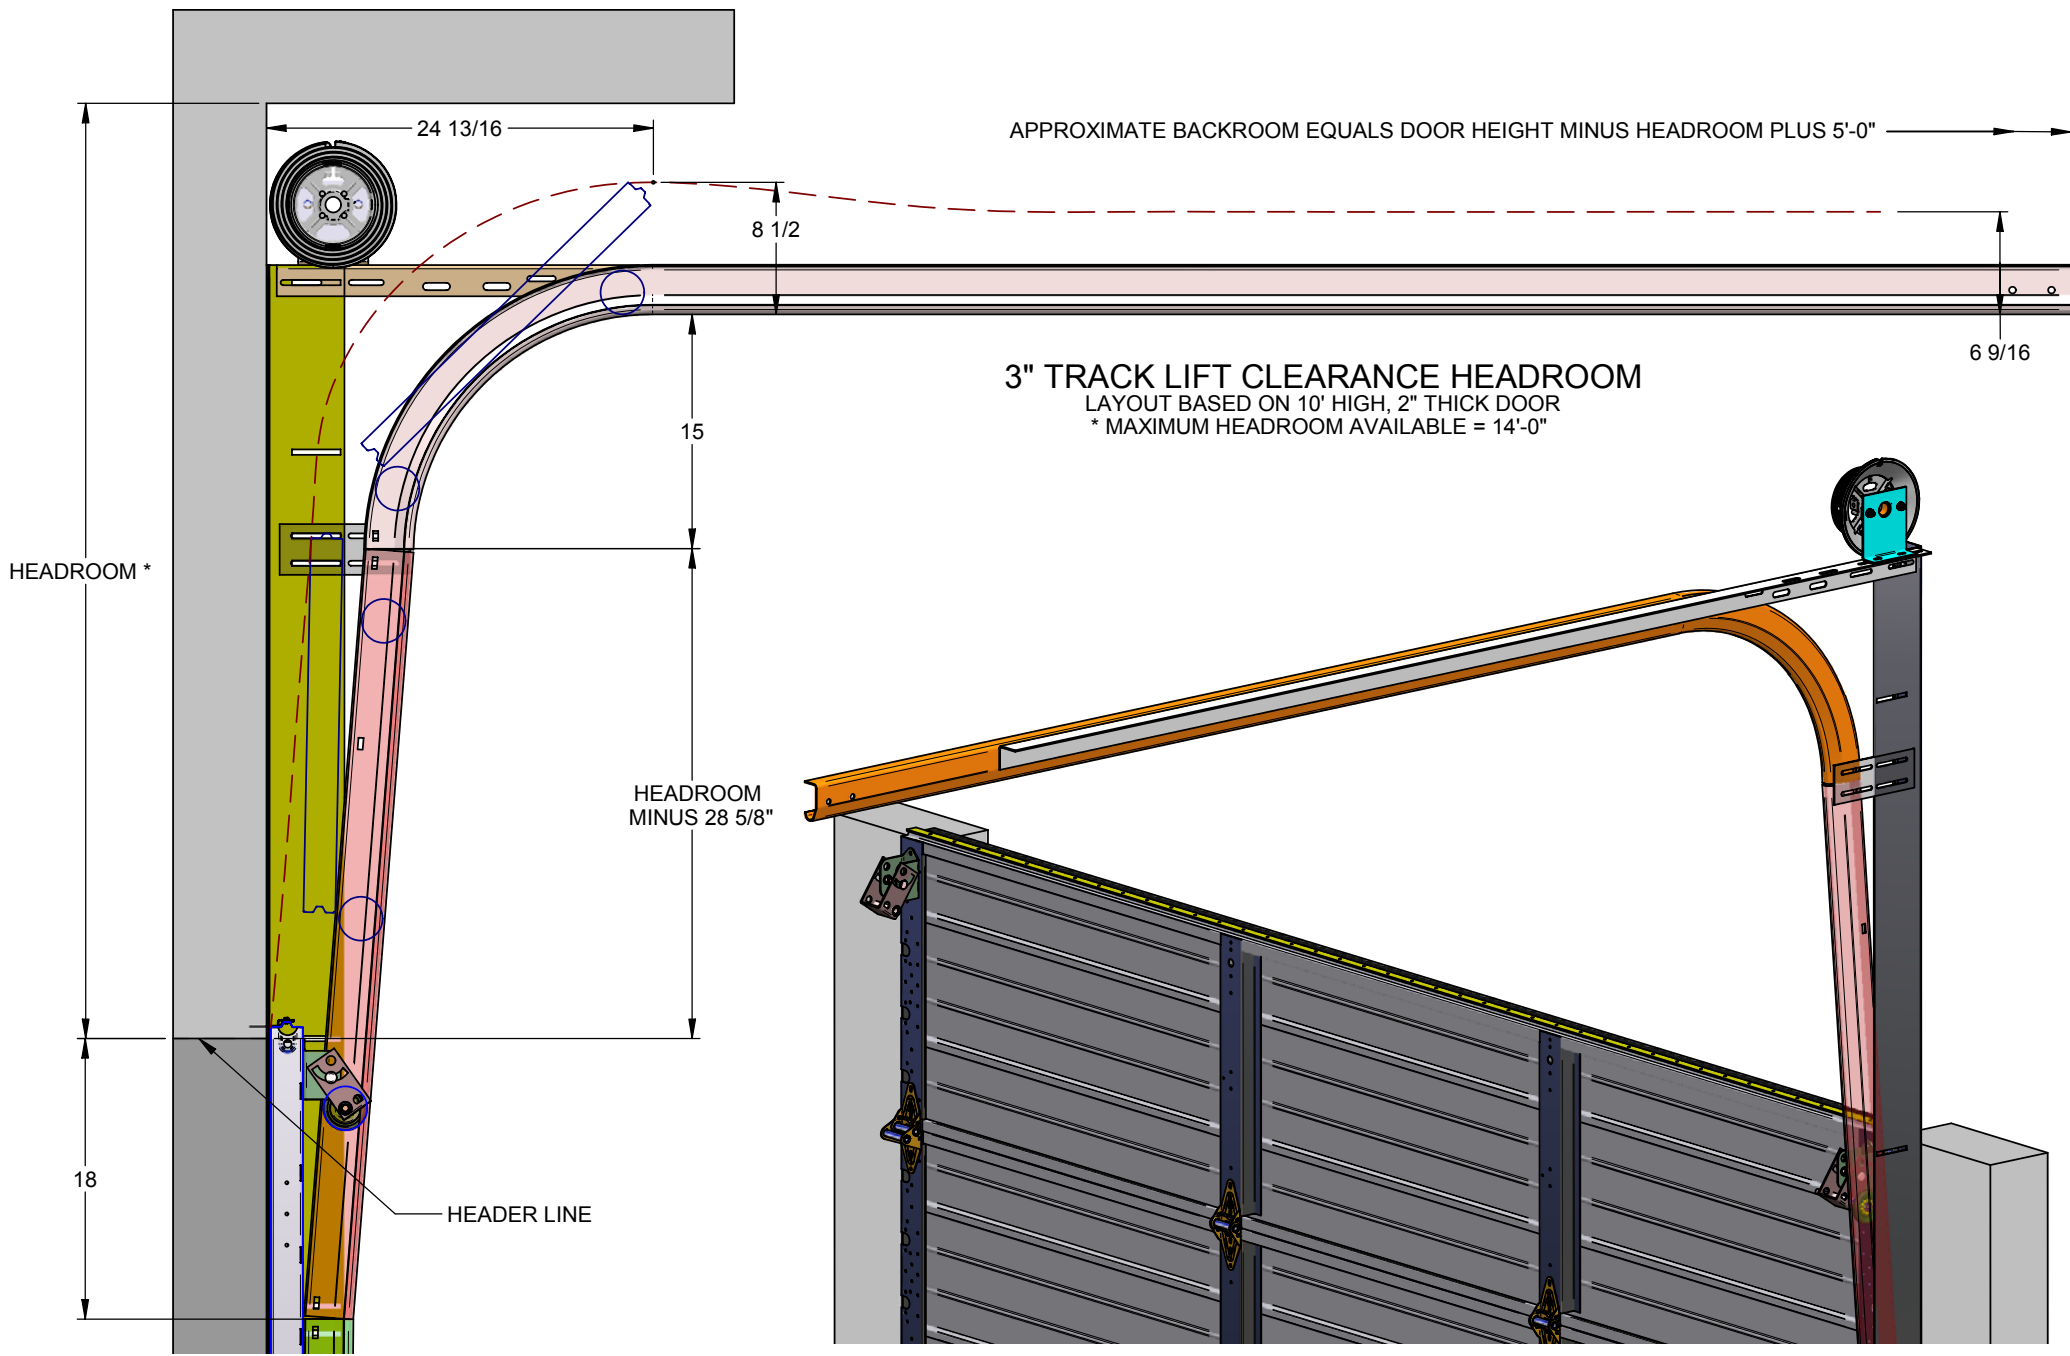 24 13/16
APPROXIMATE BACKROOM EQUALS DOOR HEIGHT MINUS HEADROOM PLUS 5'-0"
8 1/2
6 9/16
3" TRACK LIFT CLEARANCE HEADROOM
LAYOUT BASED ON 10' HIGH, 2" THICK DOOR
* MAXIMUM HEADROOM AVAILABLE = 14'-0"
15
HEADROOM *
HEADROOM
MINUS 28 5/8"
18
HEADER LINE